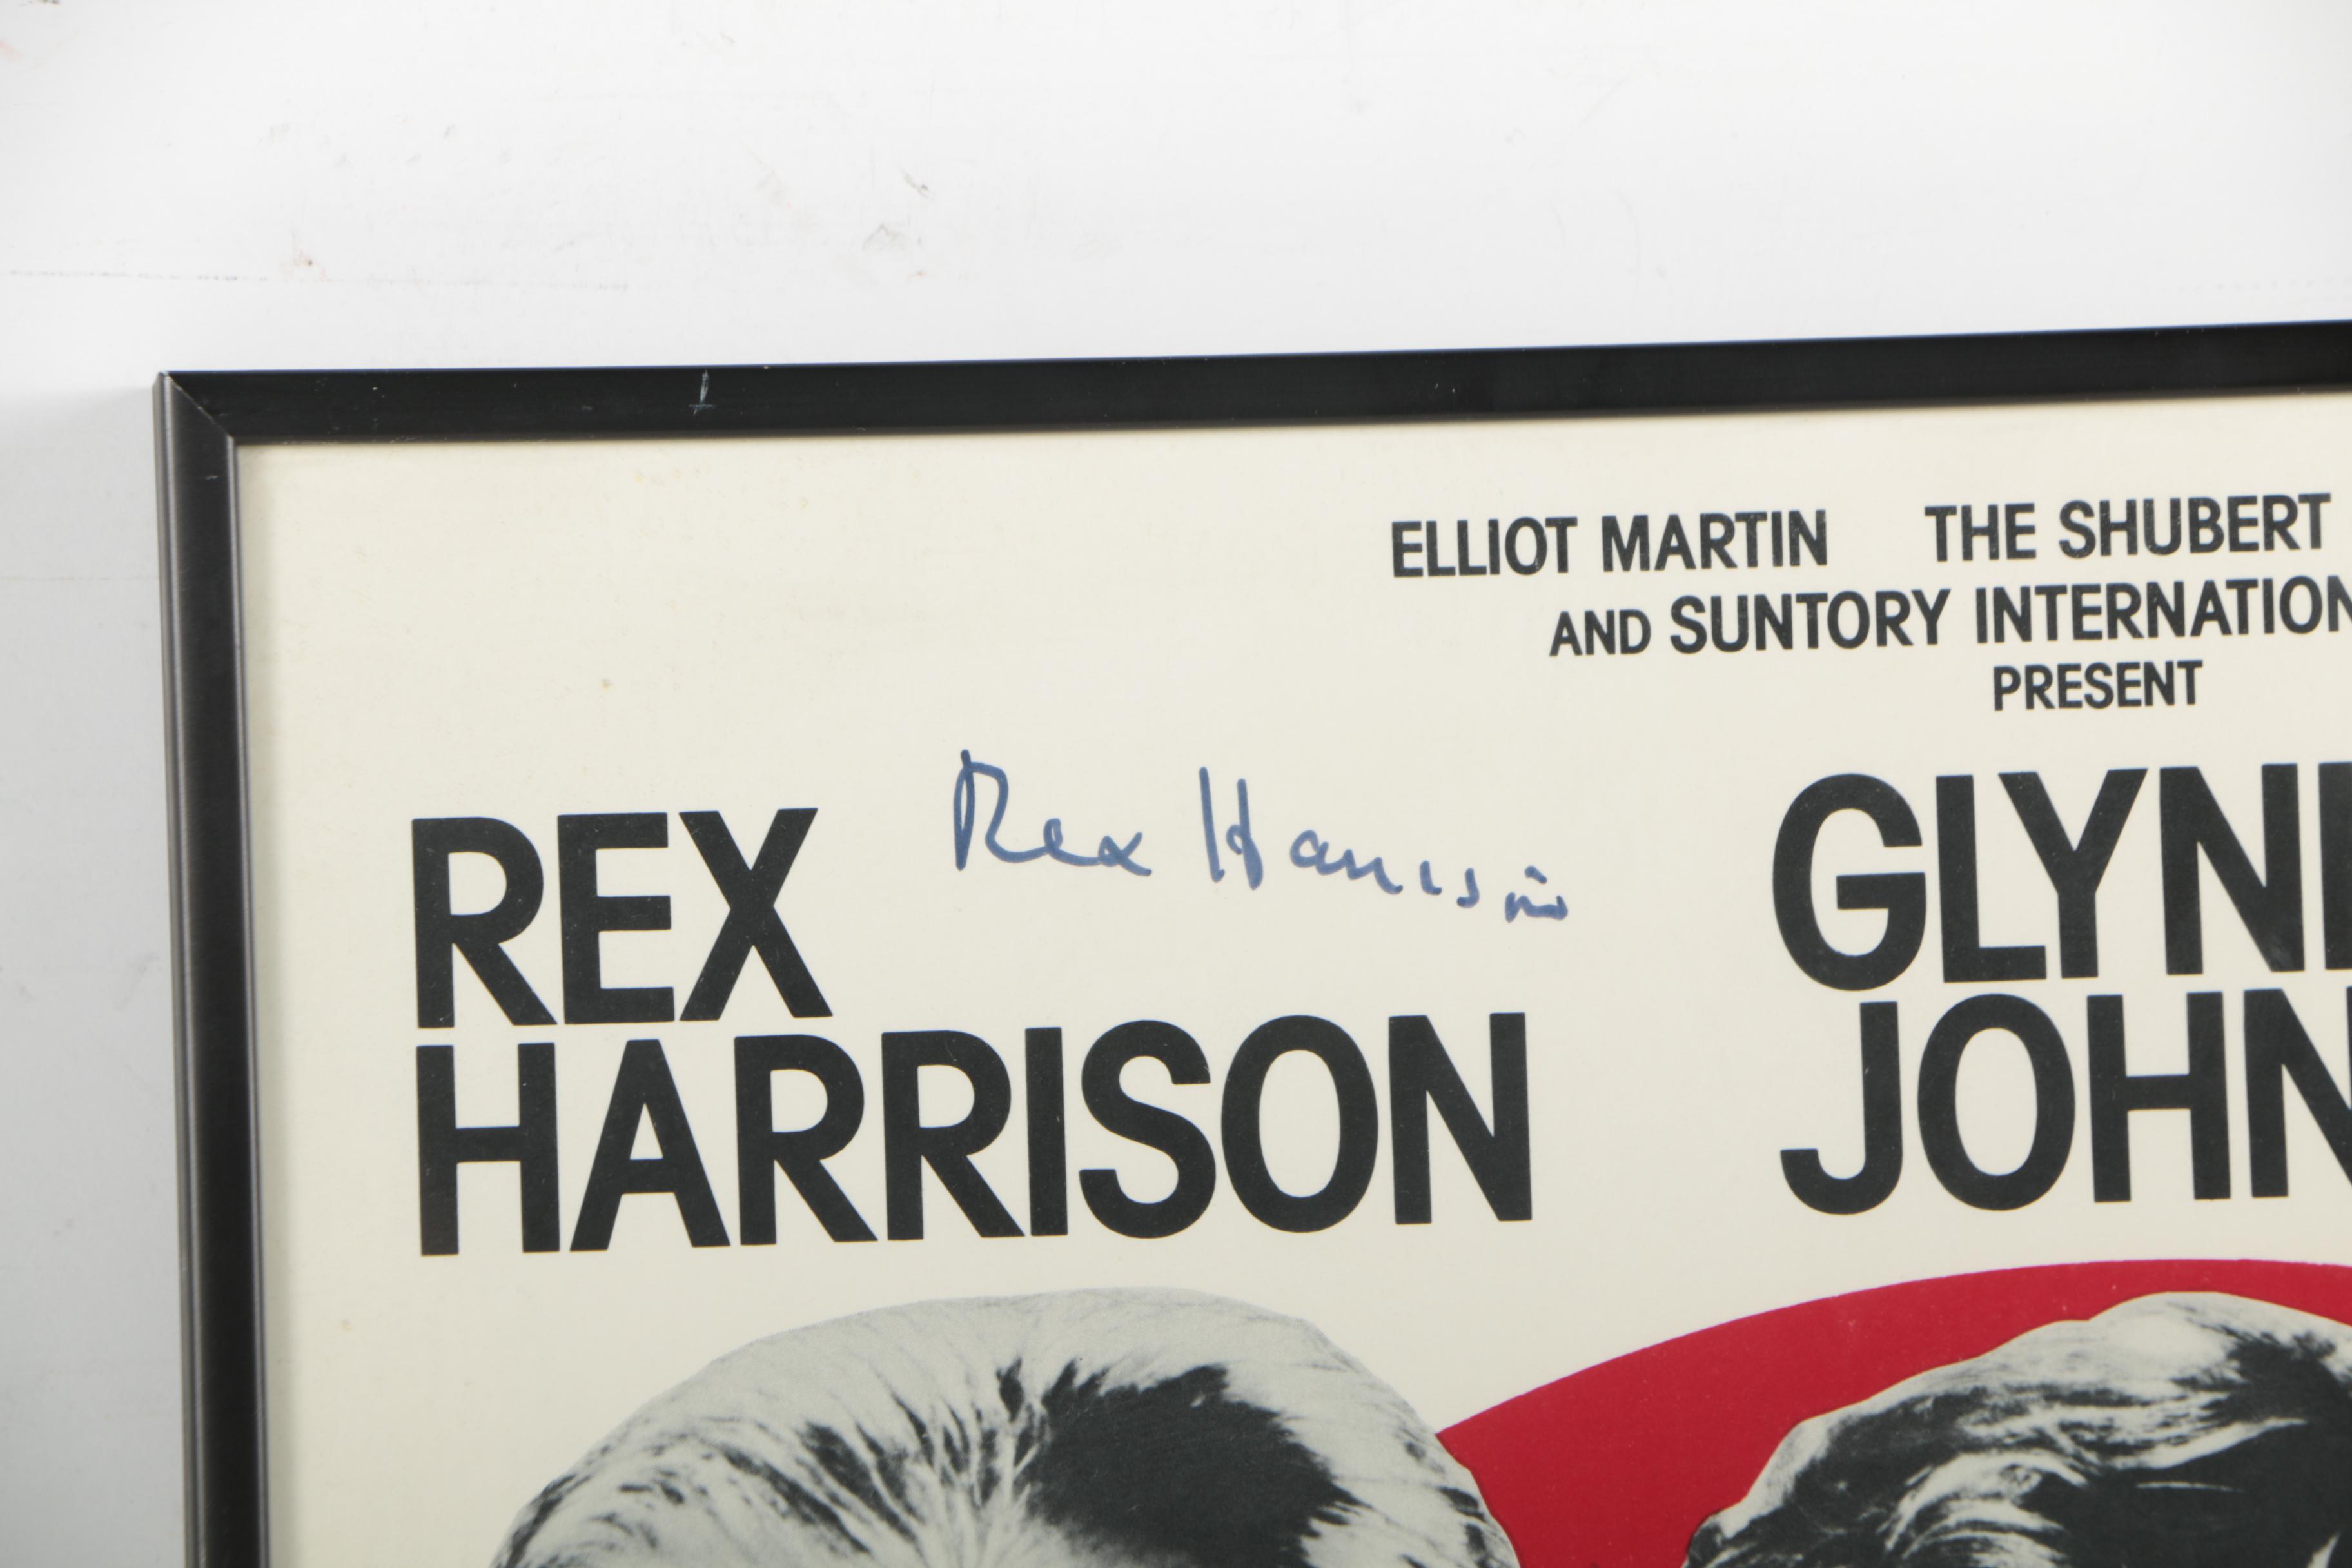 ELLIOT MARTIN THE SHUBERT
AND SUNTORY INTERNATION
PRESENT
Rex Harrison
REX
HARRISON
GLYN
JOHN